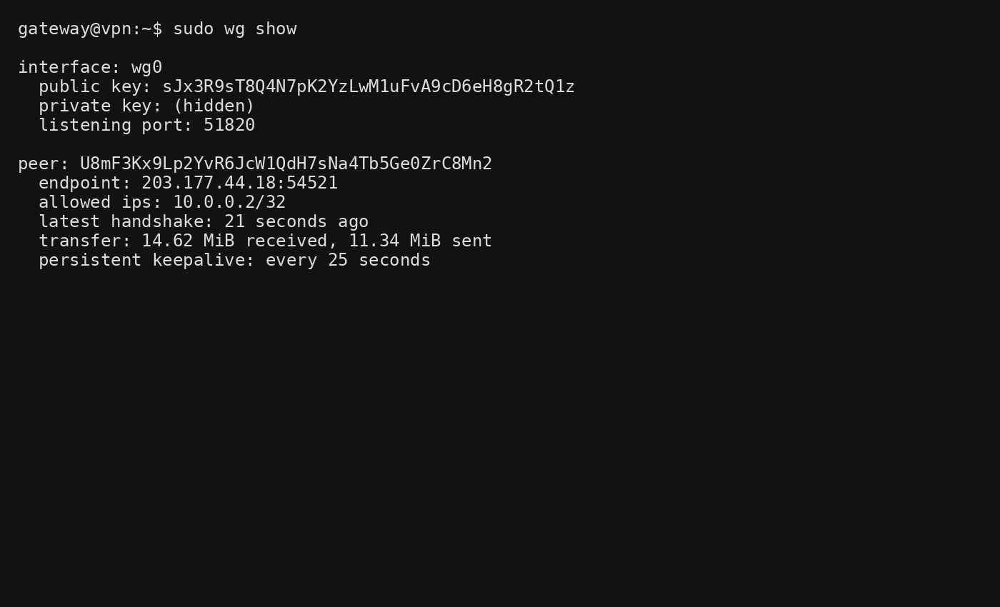 gateway@vpn:~$ sudo wg show
interface: wg0
public key: sJx3R9sT8Q4N7pK2YzLwM1uFvA9cD6eH8gR2tQ1z
private key: (hidden)
listening port: 51820
peer: U8mF3Kx9Lp2YvR6JcW1QdH7sNa4Tb5Ge0ZrC8Mn2
endpoint: 203.177.44.18:54521
allowed ips: 10.0.0.2/32
latest handshake: 21 seconds ago
transfer: 14.62 MiB received, 11.34 MiB sent
persistent keepalive: every 25 seconds